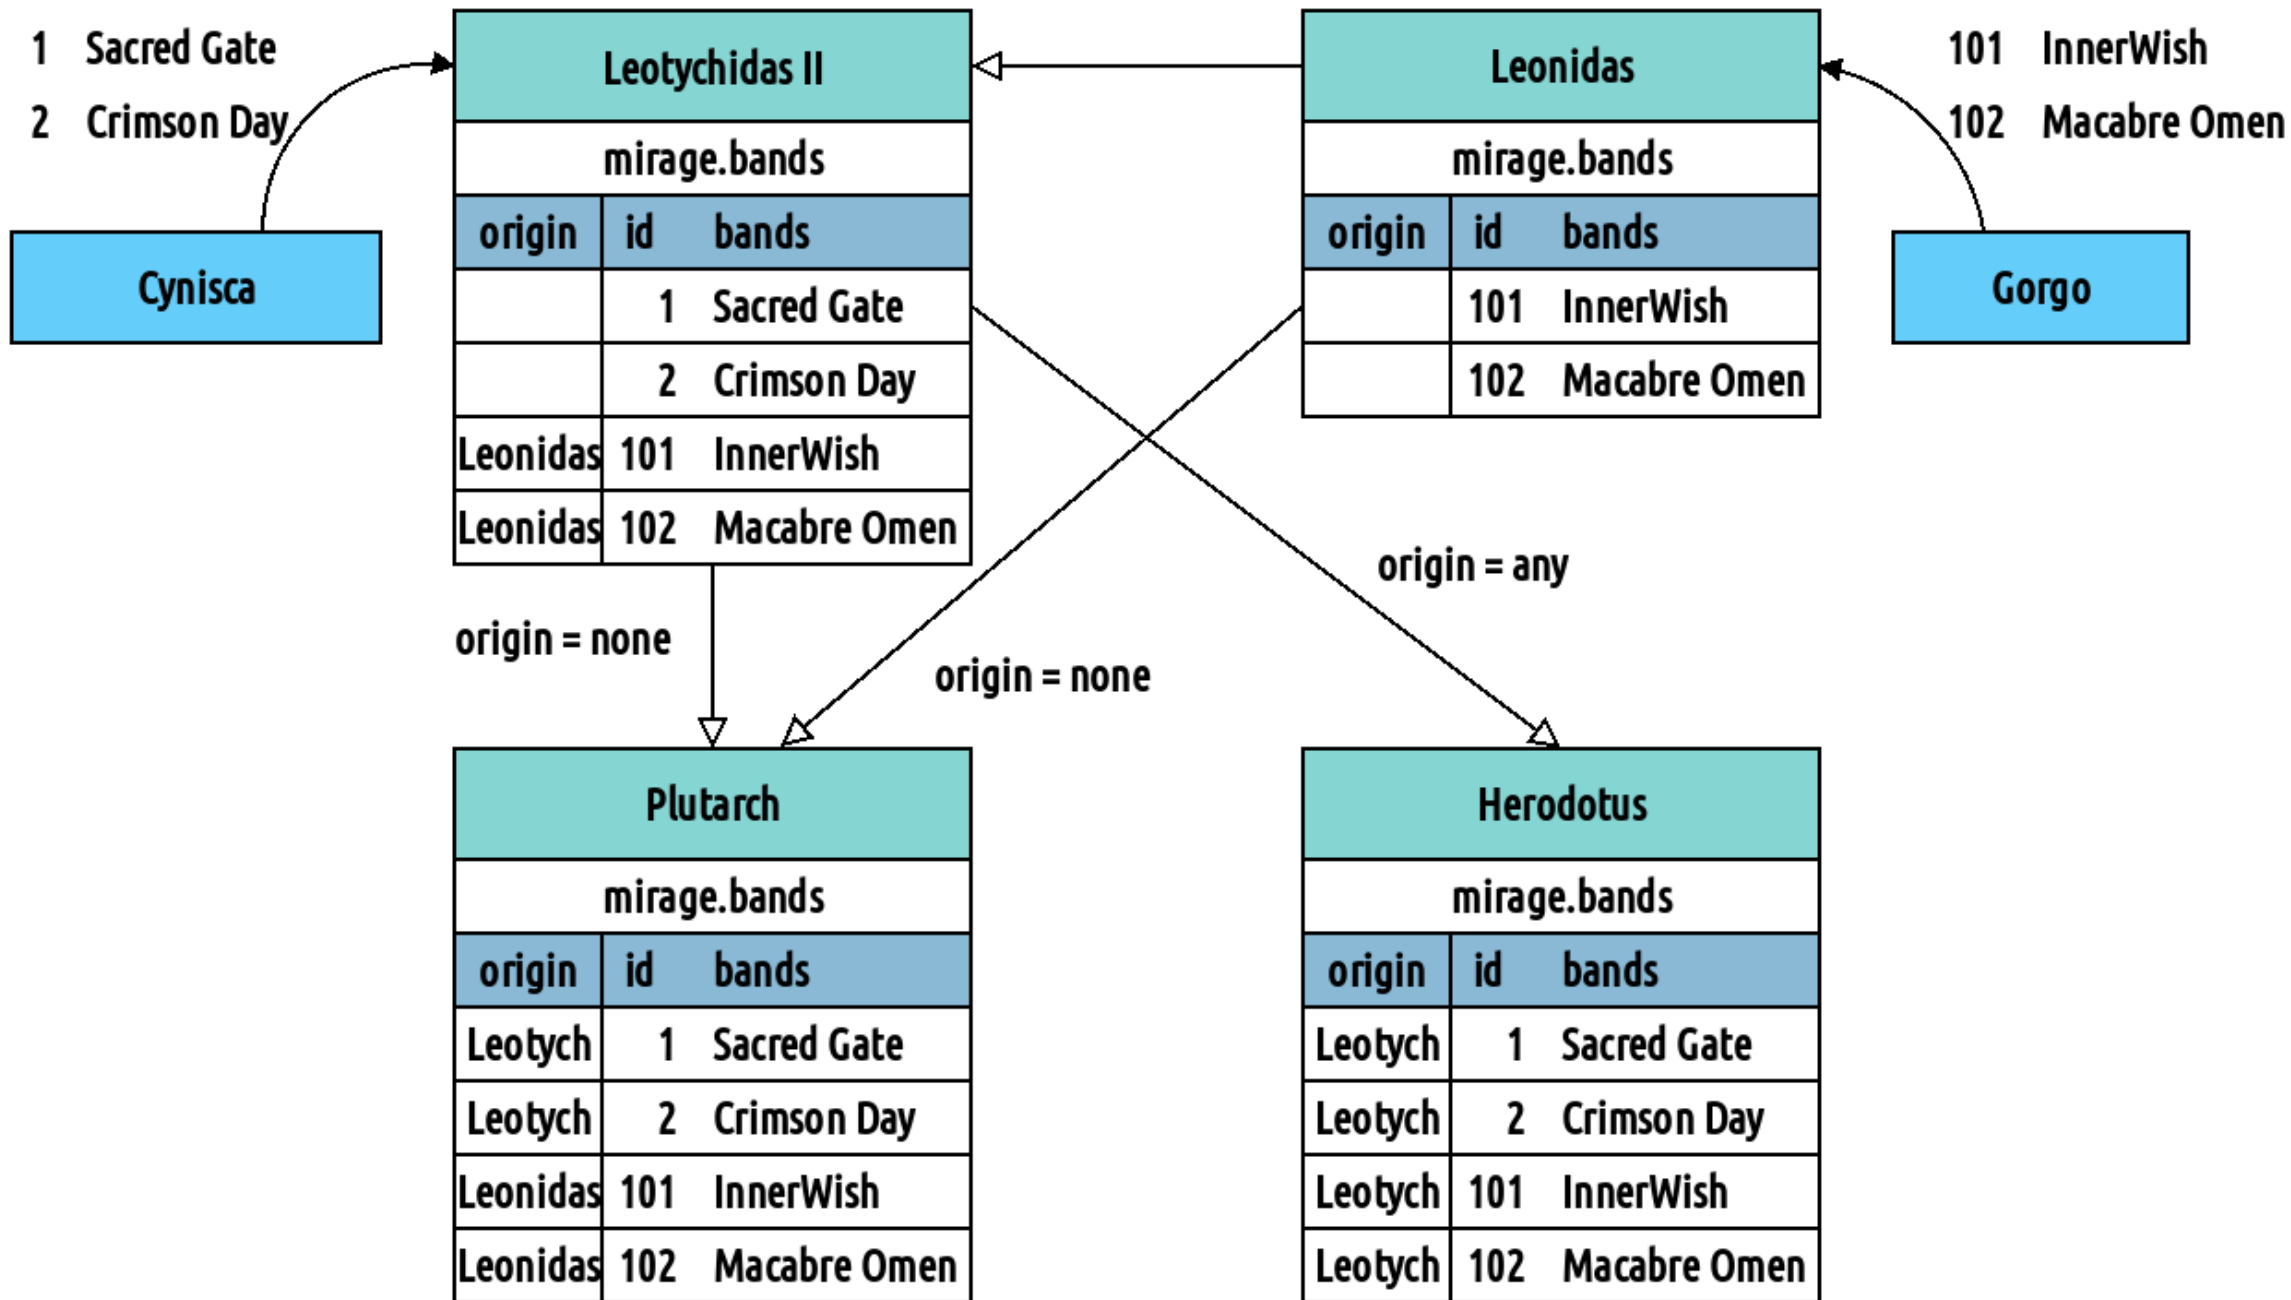 1 Sacred Gate
2 Crimson Day
Cynisca
Leotychidas II
mirage.bands
origin id bands
1 Sacred Gate
2 Crimson Day
Leonidas 101 InnerWish
Leonidas 102 Macabre Omen
Leonidas
mirage.bands
origin id bands
101 InnerWish
102 Macabre Omen
101 InnerWish
102 Macabre Omen
Gorgo
origin = none
origin = none
origin = any
Plutarch
mirage.bands
origin id bands
Leotych 1 Sacred Gate
Leotych 2 Crimson Day
Leonidas 101 InnerWish
Leonidas 102 Macabre Omen
Herodotus
mirage.bands
origin id bands
Leotych 1 Sacred Gate
Leotych 2 Crimson Day
Leotych 101 InnerWish
Leotych 102 Macabre Omen